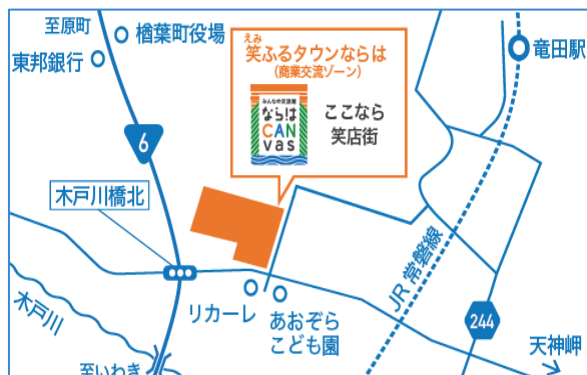 至原町
楢葉町役場
東邦銀行
6
木戸川橋北
木戸川
至いわき
えみ
笑ふるタウンならは
(商業交流ゾーン)
みんなの交流館
ならは
CAN
vas
ここなら
笑店街
リカーレ
あおぞら
こども園
JR 常磐線
竜田駅
244
天神岬